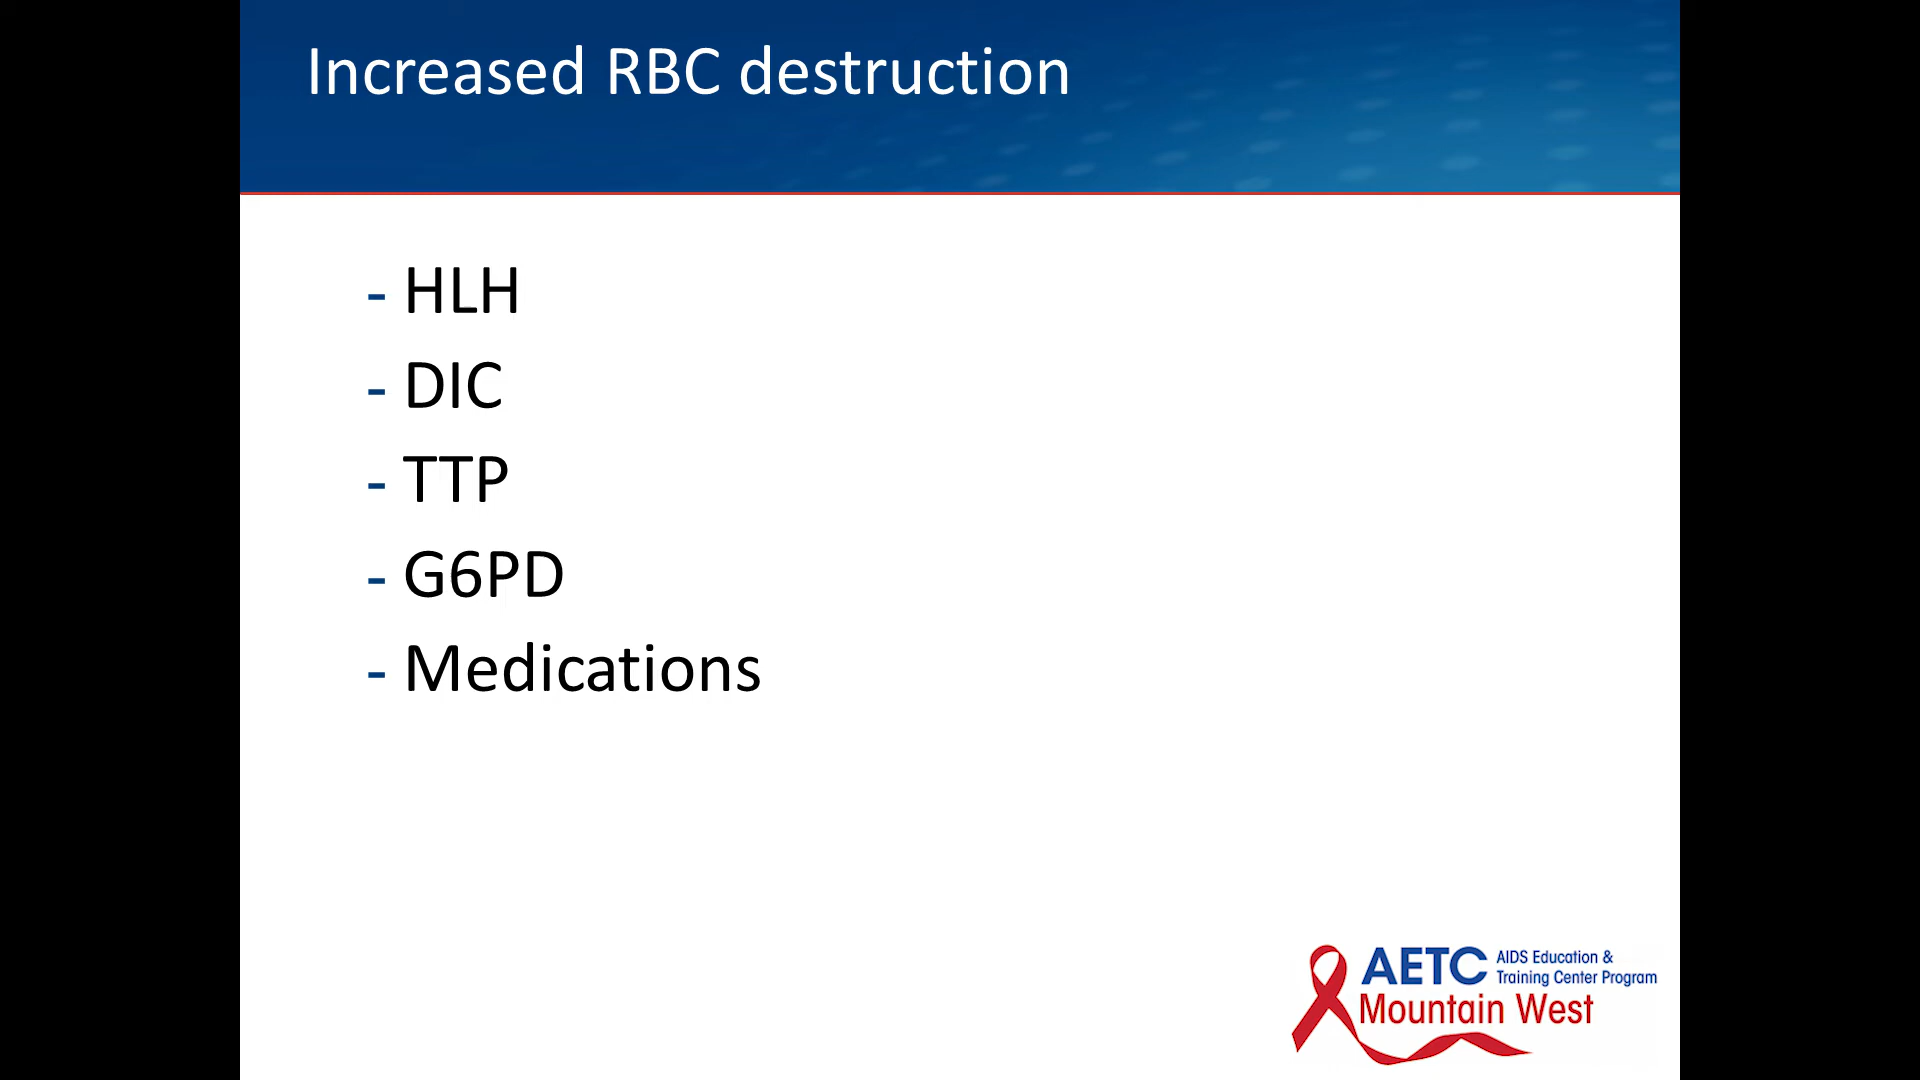 Increased RBC destruction
- HLH
- DIC
- TTP
- G6PD
- Medications
AETC AIDS Education &
Training Center Program
Mountain West